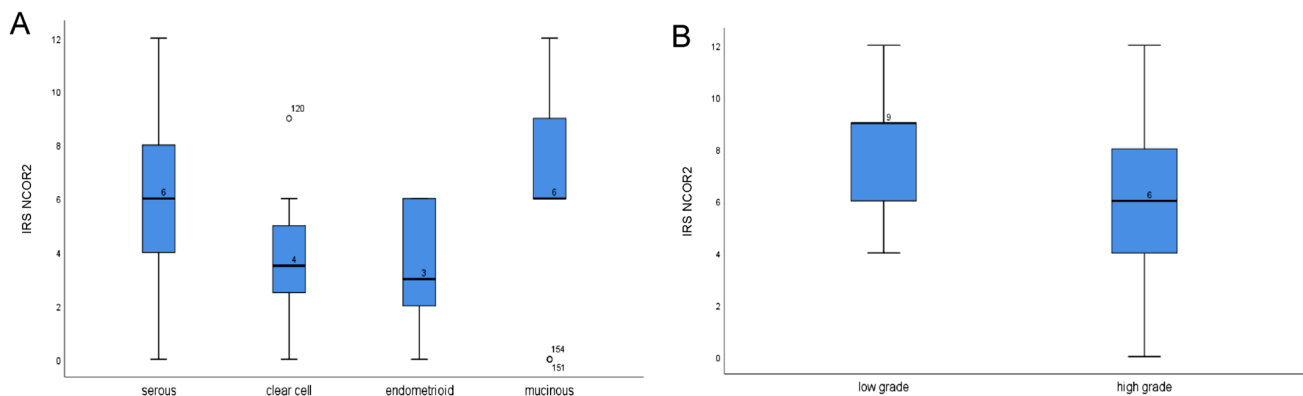 A
IRS NCOR2
12
10
8
6
4
2
0
6
120
4
3
6
154
151
serous
clear cell
endometrioid
mucinous
B
IRS NCOR2
12
10
8
6
4
2
0
9
6
low grade
high grade